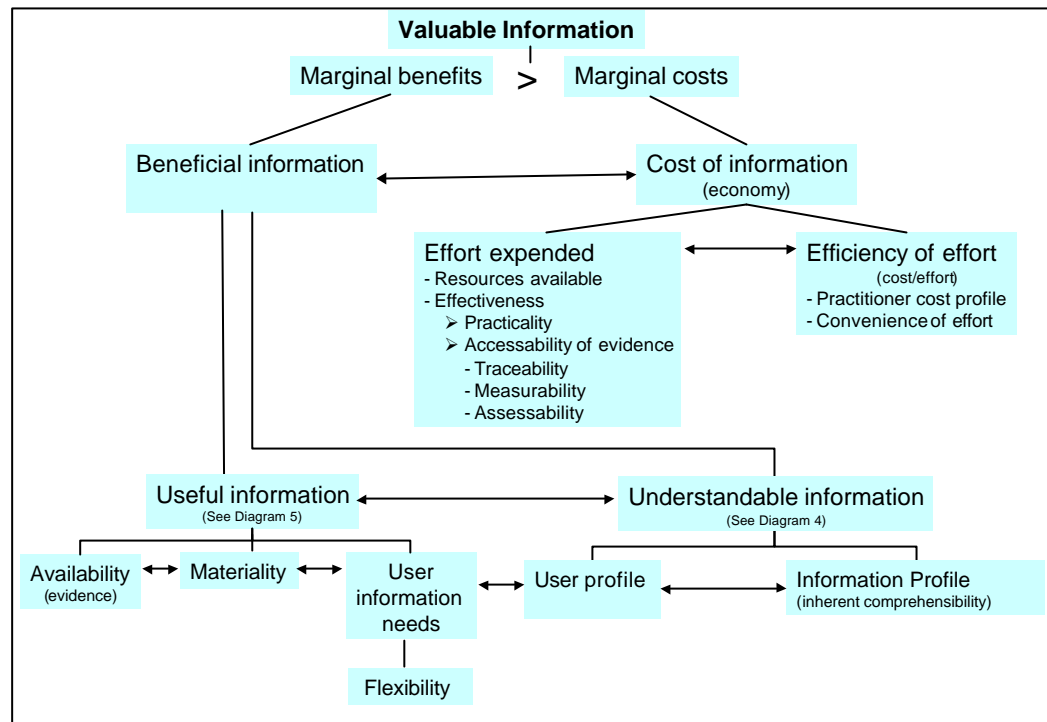 Valuable Information
Marginal benefits
>
Marginal costs
Beneficial information
Cost of information
(economy)
Effort expended
- Resources available
- Effectiveness
➢ Practicality
➢ Accessability of evidence
- Traceability
- Measurability
- Assessability
Efficiency of effort
(cost/effort)
- Practitioner cost profile
- Convenience of effort
Useful information
(See Diagram 5)
Understandable information
(See Diagram 4)
Availability
(evidence)
Materiality
User
information
needs
User profile
Information Profile
(inherent comprehensibility)
Flexibility